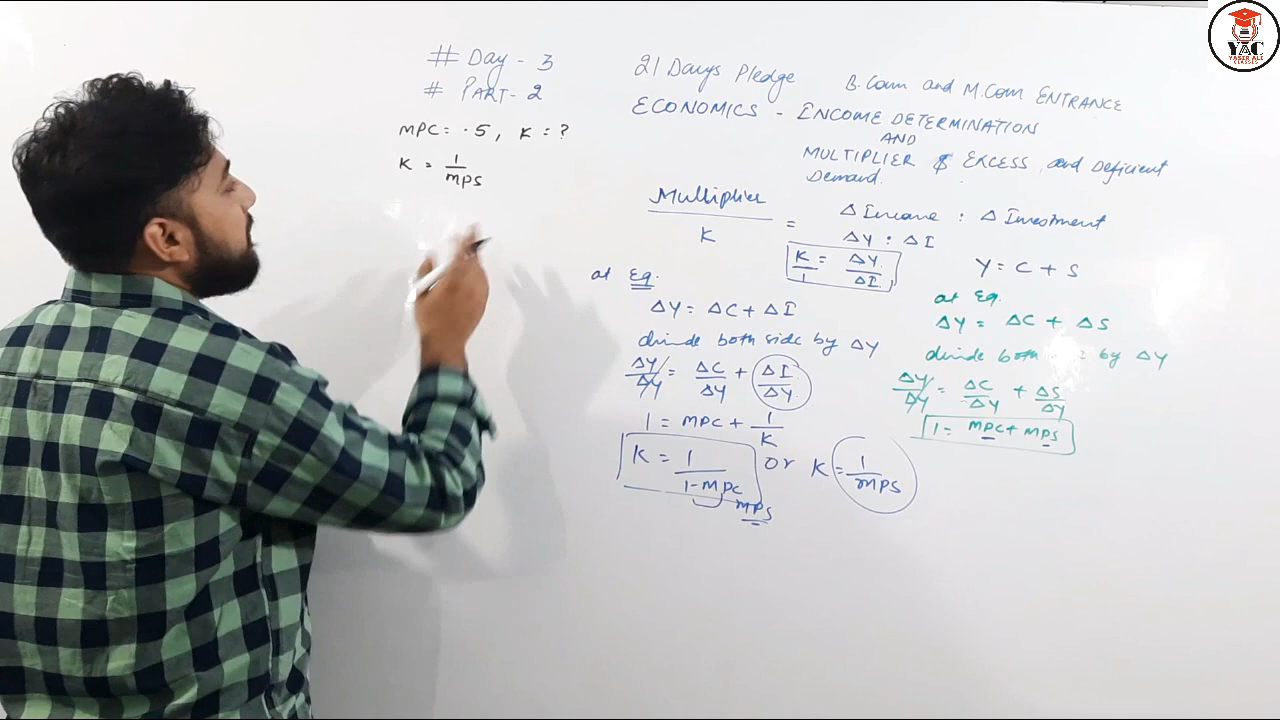 # Day - 3
# PART - 2
MPC = .5, K = ?
K = 1/MPS
21 Days Pledge B.Com and M.Com ENTRANCE
ECONOMICS - INCOME DETERMINATION
AND
MULTIPLIER & EXCESS and Deficient
Demand.
Multiplier = Δ Income : Δ Investment
K
ΔY : ΔI
K/1 = ΔY/ΔI
at Eq.
ΔY = ΔC + ΔI
divide both side by ΔY
ΔY/ΔY = ΔC/ΔY + ΔI/ΔY
1 = MPC + 1/K
K = 1/1-MPC or K = 1/MPS
MPS
Y = C + S
at Eq.
ΔY = ΔC + ΔS
divide both by ΔY
ΔY/ΔY = ΔC/ΔY + ΔS/ΔY
1 = MPC + MPS
YAC
YASIR ALI
CLASSES